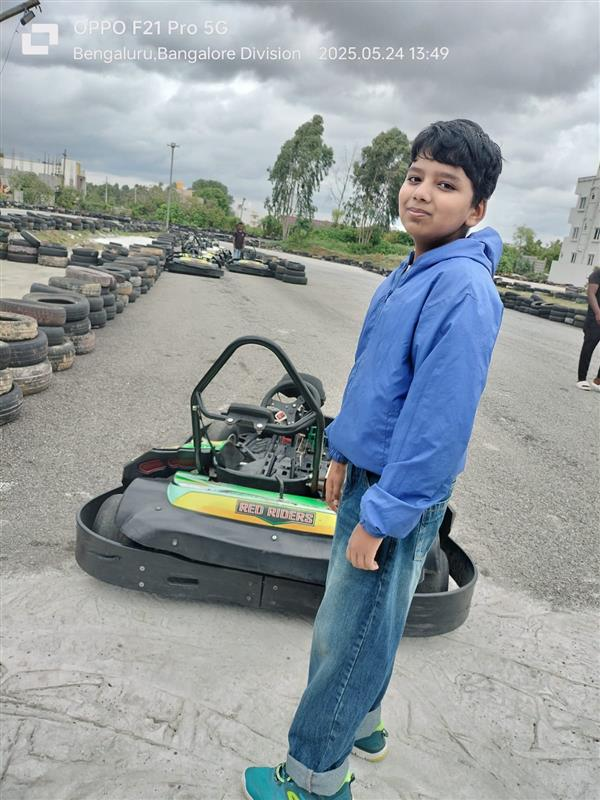 OPPO F21 Pro 5G
Bengaluru,Bangalore Division 2025.05.24 13:49
RED RIDERS